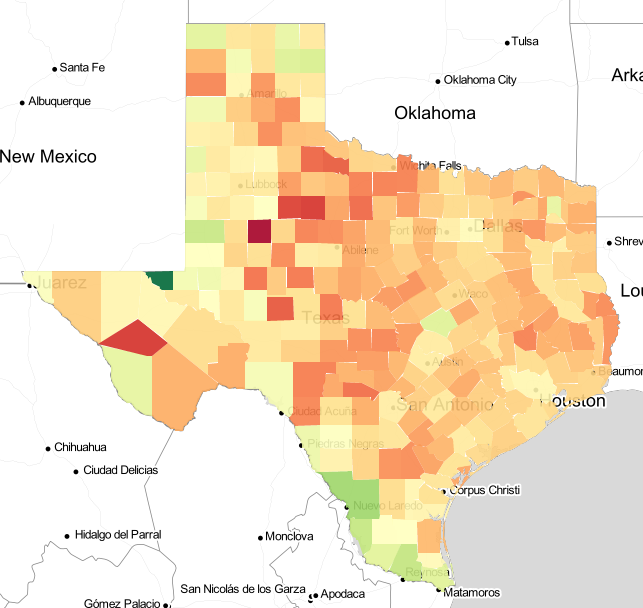 Tulsa
Santa Fe
Oklahoma City
Arka
Amarillo
Albuquerque
Oklahoma
New Mexico
Wichita Falls
Lubbock
Fort Worth
Dallas
Shrev
Abilene
Juarez
Lou
Waco
Texas
Austin
Beaumon
Houston
San Antonio
Ciudad Acuña
Piedras Negras
Chihuahua
Ciudad Delicias
Corpus Christi
Nuevo Laredo
Hidalgo del Parral
Monclova
Reynosa
San Nicolás de los Garza
Apodaca
Matamoros
Gómez Palacio